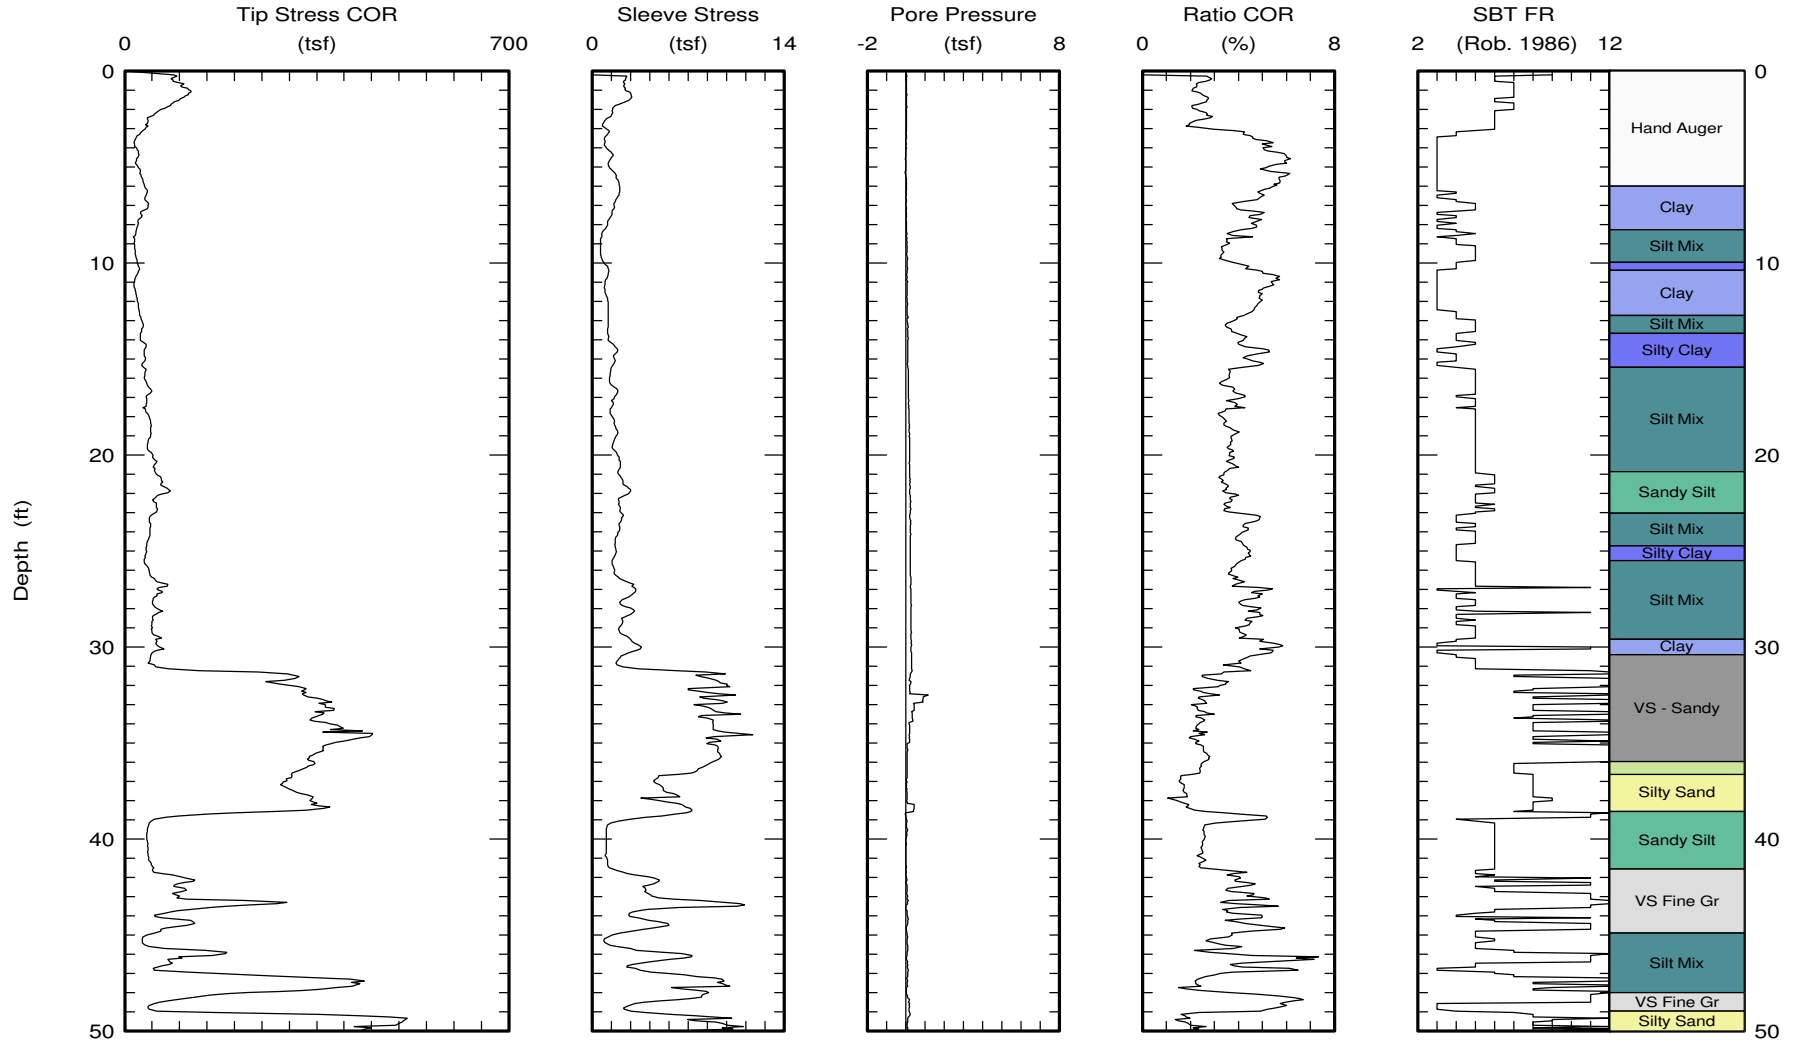 Tip Stress COR Sleeve Stress Pore Pressure Ratio COR SBT FR
0 (tsf) 700 0 (tsf) 14 -2 (tsf) 8 0 (%) 8 2 (Rob. 1986) 12
0 0
Hand Auger
Clay
Silt Mix
10 10
Clay
Silt Mix
Silty Clay
Silt Mix
20 20
Sandy Silt
Silt Mix
Silty Clay
Depth (ft)
Silt Mix
30 Clay 30
VS - Sandy
Silty Sand
40 Sandy Silt 40
VS Fine Gr
Silt Mix
VS Fine Gr
Silty Sand
50 50